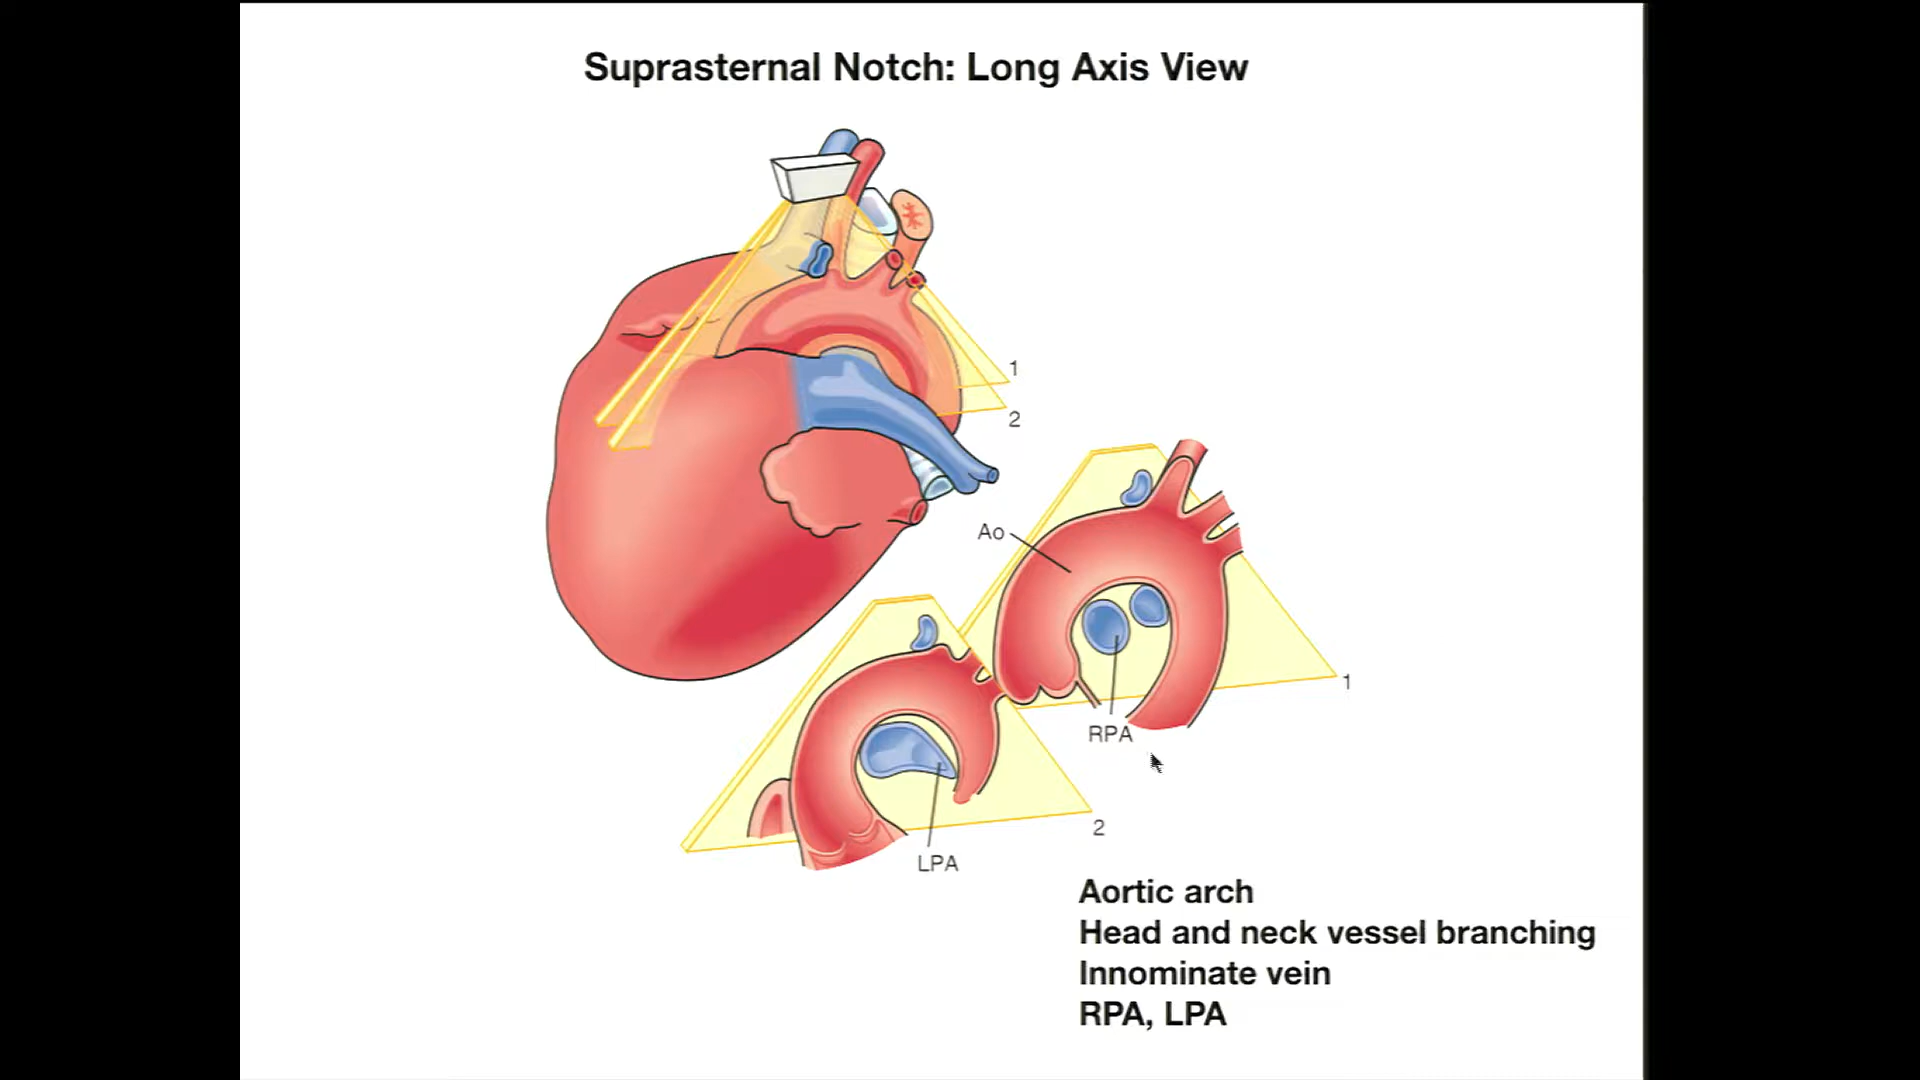 Suprasternal Notch: Long Axis View
1
2
Ao
RPA
1
LPA
2
Aortic arch
Head and neck vessel branching
Innominate vein
RPA, LPA